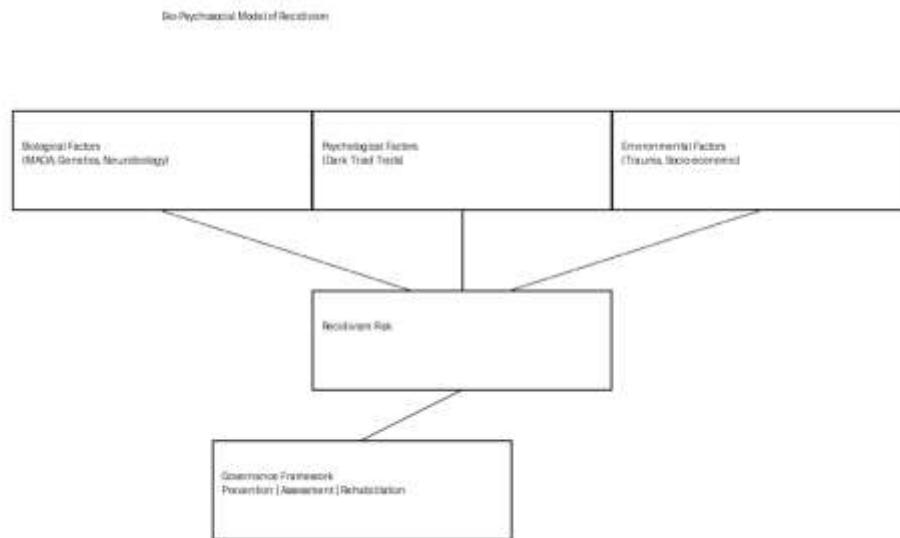 Bio-Psychosocial Model of Recidivism
Biological Factors
(MAOA, Genetics, Neurobiology)
Psychological Factors
(Dark Triad Traits)
Environmental Factors
(Trauma, Socio-economic)
Recidivism Risk
Governance Framework
Prevention | Assessment | Rehabilitation